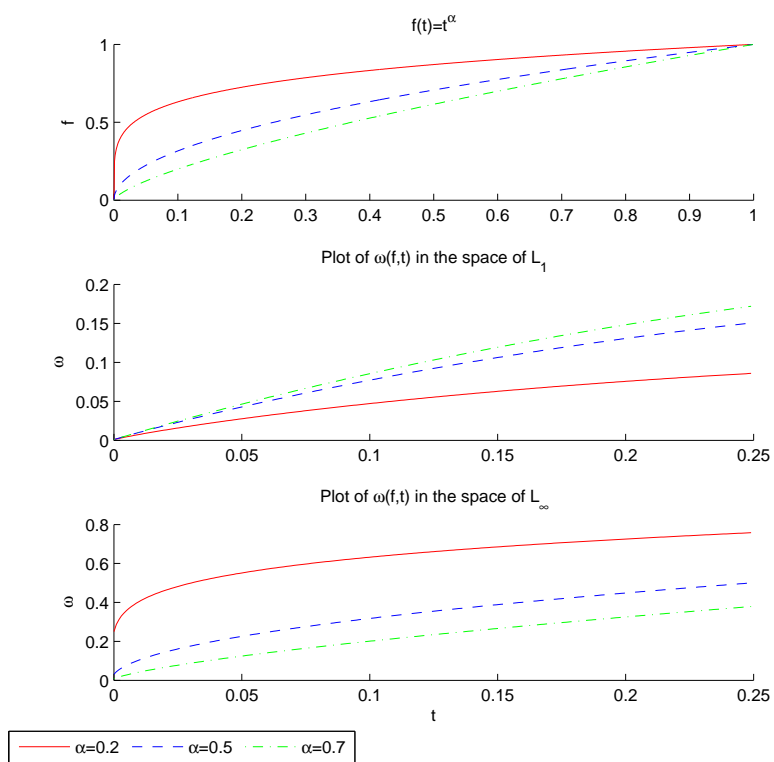 f(t)=t^α
1
0.5
0
f
0 0.1 0.2 0.3 0.4 0.5 0.6 0.7 0.8 0.9 1
Plot of ω(f,t) in the space of L_1
0.2
0.15
0.1
0.05
0
ω
0 0.05 0.1 0.15 0.2 0.25
Plot of ω(f,t) in the space of L_∞
0.8
0.6
0.4
0.2
0
ω
0 0.05 0.1 0.15 0.2 0.25
t
α=0.2 α=0.5 α=0.7